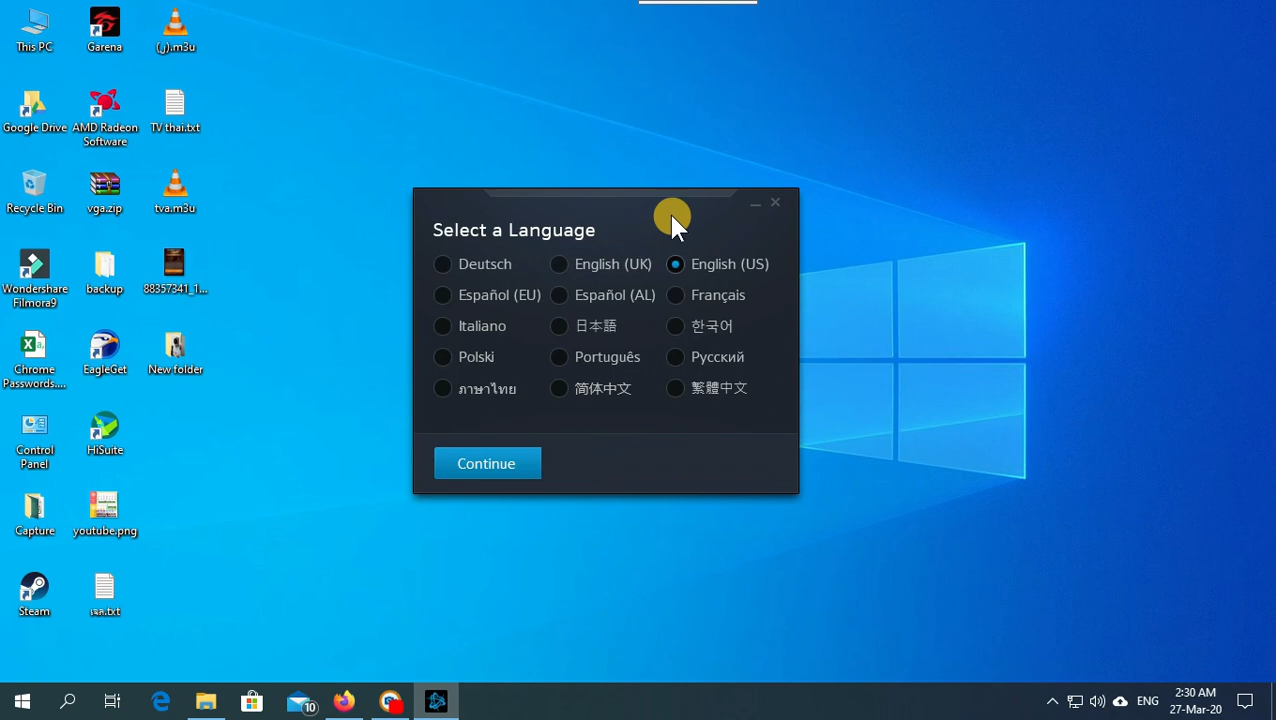 This PC
Garena
(ر).m3u
Google Drive
AMD Radeon
Software
TV thai.txt
Recycle Bin
vga.zip
tva.m3u
Wondershare
Filmora9
backup
88357341_1...
Chrome
Passwords....
EagleGet
New folder
Control
Panel
HiSuite
Capture
youtube.png
Steam
เจล.txt
Select a Language
Deutsch English (UK) English (US)
Español (EU) Español (AL) Français
Italiano 日本語 한국어
Polski Português Русский
ภาษาไทย 简体中文 繁體中文
Continue
10
ENG
2:30 AM
27-Mar-20